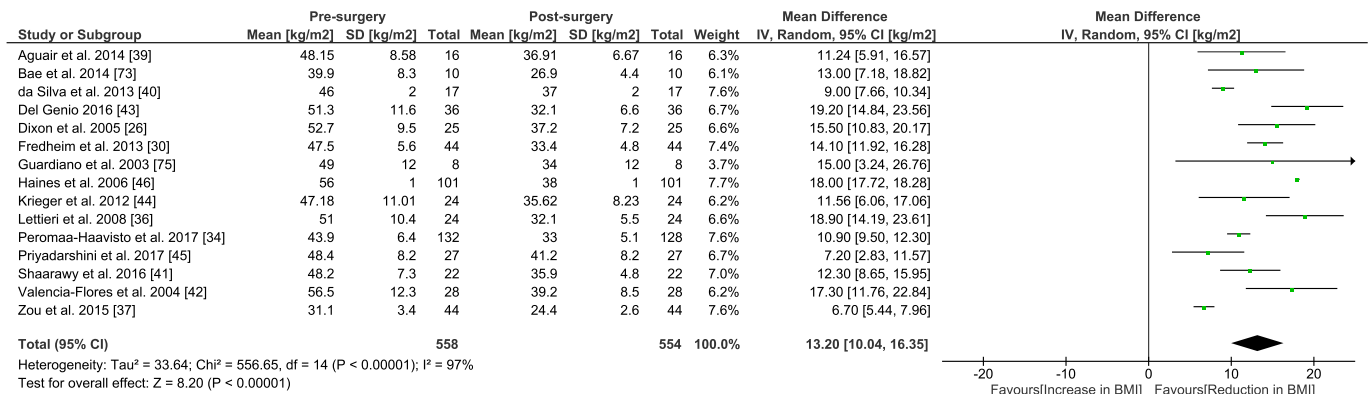 Pre-surgery Post-surgery Mean Difference Mean Difference
Study or Subgroup Mean [kg/m2] SD [kg/m2] Total Mean [kg/m2] SD [kg/m2] Total Weight IV, Random, 95% CI [kg/m2] IV, Random, 95% CI [kg/m2]
Aguair et al. 2014 [39] 48.15 8.58 16 36.91 6.67 16 6.3% 11.24 [5.91, 16.57]
Bae et al. 2014 [73] 39.9 8.3 10 26.9 4.4 10 6.1% 13.00 [7.18, 18.82]
da Silva et al. 2013 [40] 46 2 17 37 2 17 7.6% 9.00 [7.66, 10.34]
Del Genio 2016 [43] 51.3 11.6 36 32.1 6.6 36 6.7% 19.20 [14.84, 23.56]
Dixon et al. 2005 [26] 52.7 9.5 25 37.2 7.2 25 6.6% 15.50 [10.83, 20.17]
Fredheim et al. 2013 [30] 47.5 5.6 44 33.4 4.8 44 7.4% 14.10 [11.92, 16.28]
Guardiano et al. 2003 [75] 49 12 8 34 12 8 3.7% 15.00 [3.24, 26.76]
Haines et al. 2006 [46] 56 1 101 38 1 101 7.7% 18.00 [17.72, 18.28]
Krieger et al. 2012 [44] 47.18 11.01 24 35.62 8.23 24 6.2% 11.56 [6.06, 17.06]
Lettieri et al. 2008 [36] 51 10.4 24 32.1 5.5 24 6.6% 18.90 [14.19, 23.61]
Peromaa-Haavisto et al. 2017 [34] 43.9 6.4 132 33 5.1 128 7.6% 10.90 [9.50, 12.30]
Priyadarshini et al. 2017 [45] 48.4 8.2 27 41.2 8.2 27 6.7% 7.20 [2.83, 11.57]
Shaarawy et al. 2016 [41] 48.2 7.3 22 35.9 4.8 22 7.0% 12.30 [8.65, 15.95]
Valencia-Flores et al. 2004 [42] 56.5 12.3 28 39.2 8.5 28 6.2% 17.30 [11.76, 22.84]
Zou et al. 2015 [37] 31.1 3.4 44 24.4 2.6 44 7.6% 6.70 [5.44, 7.96]
Total (95% CI) 558 554 100.0% 13.20 [10.04, 16.35]
Heterogeneity: Tau² = 33.64; Chi² = 556.65, df = 14 (P < 0.00001); I² = 97%
Test for overall effect: Z = 8.20 (P < 0.00001)
-20 -10 0 10 20
Favours[Increase in BMI] Favours[Reduction in BMI]